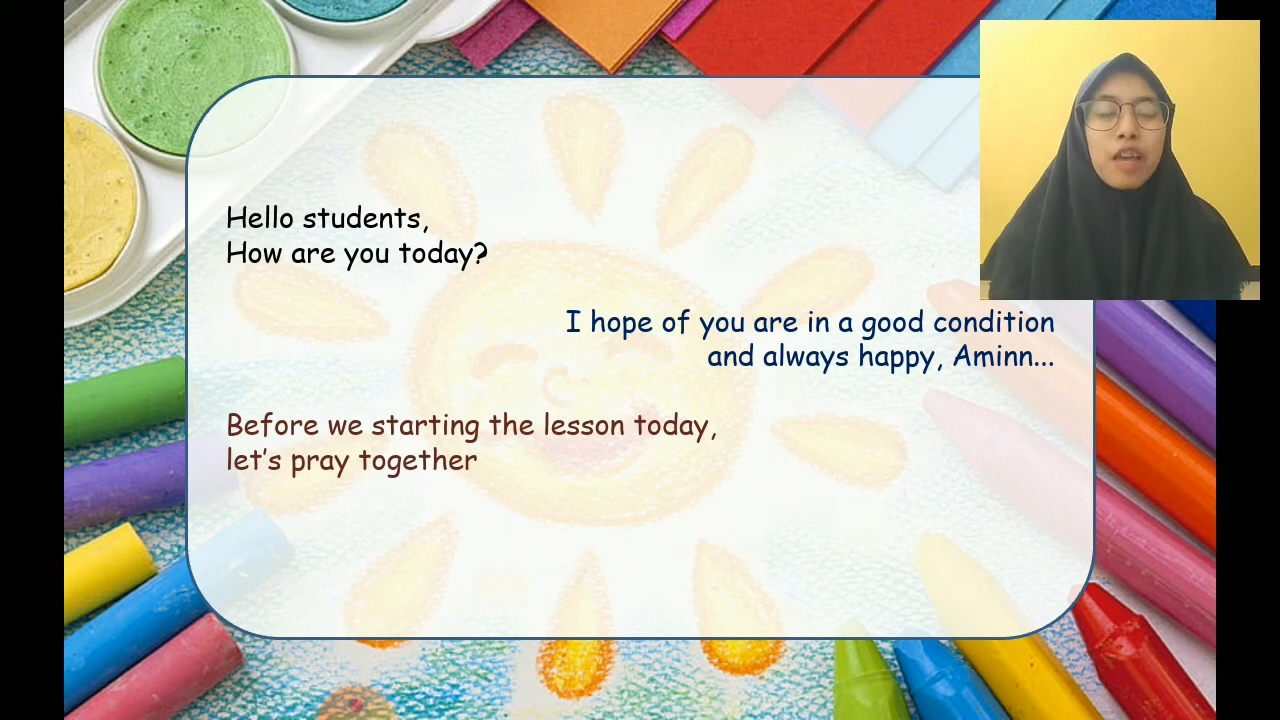 Hello students,
How are you today?
I hope of you are in a good condition
and always happy, Aminn...
Before we starting the lesson today,
let's pray together